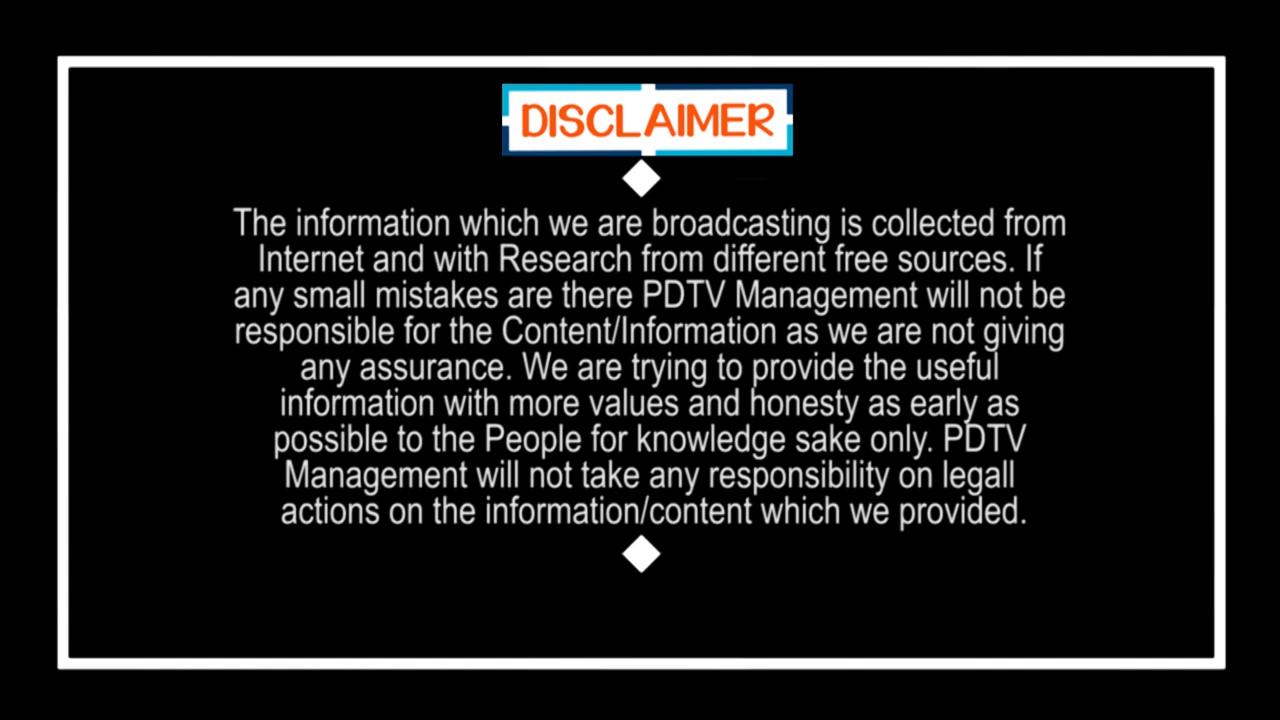 DISCLAIMER
The information which we are broadcasting is collected from
Internet and with Research from different free sources. If
any small mistakes are there PDTV Management will not be
responsible for the Content/Information as we are not giving
any assurance. We are trying to provide the useful
information with more values and honesty as early as
possible to the People for knowledge sake only. PDTV
Management will not take any responsibility on legall
actions on the information/content which we provided.